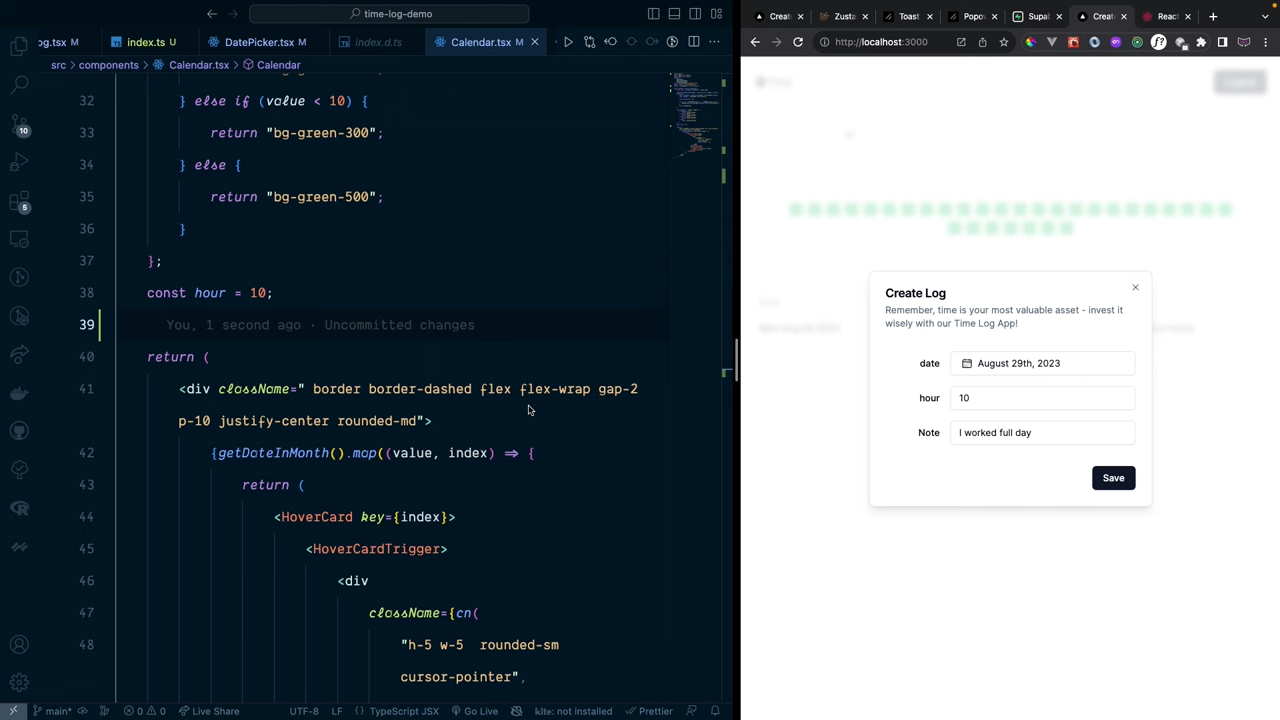 time-log-demo
og.tsx M
index.ts U
DatePicker.tsx M
index.d.ts
Calendar.tsx M
src > components > Calendar.tsx > Calendar
32 } else if (value < 10) {
33 return "bg-green-300";
34 } else {
35 return "bg-green-500";
36 }
37 };
38 const hour = 10;
39 You, 1 second ago · Uncommitted changes
40 return (
41 <div className=" border border-dashed flex flex-wrap gap-2
p-10 justify-center rounded-md">
42 {getDateInMonth().map((value, index) => {
43 return (
44 <HoverCard key={index}>
45 <HoverCardTrigger>
46 <div
47 className={cn(
48 "h-5 w-5 rounded-sm
cursor-pointer",
10
5
main*
0 0
Live Share
UTF-8
LF
{} TypeScript JSX
Go Live
kite: not installed
Prettier
Create
Zusta
Toast
Popov
Supab
Create
React
http://localhost:3000
Create Log
Remember, time is your most valuable asset - invest it
wisely with our Time Log App!
date August 29th, 2023
hour 10
Note I worked full day
Save